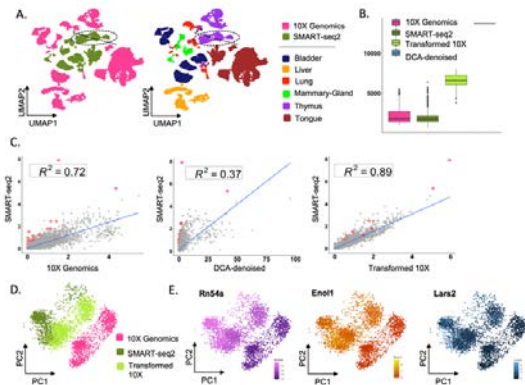 A.
10X Genomics
SMART-seq2
UMAP2
UMAP1
Bladder
Liver
Lung
Mammary-Gland
Thymus
Tongue
UMAP1
B.
10X Genomics
SMART-seq2
Transformed 10X
DCA-denoised
10000
5000
C.
R² = 0.72
SMART-seq2
10X Genomics
R² = 0.37
SMART-seq2
DCA-denoised
R² = 0.89
SMART-seq2
Transformed 10X
D.
10X Genomics
SMART-seq2
Transformed 10X
PC2
PC1
E.
Rn54s
Enol1
Lars2
PC2
PC1
PC1
PC1